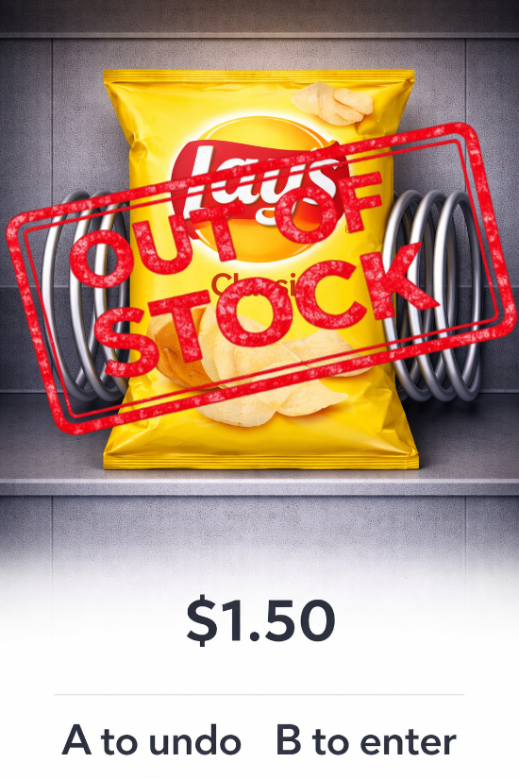 Lay's
Classic
OUT OF
STOCK
$1.50
A to undo B to enter